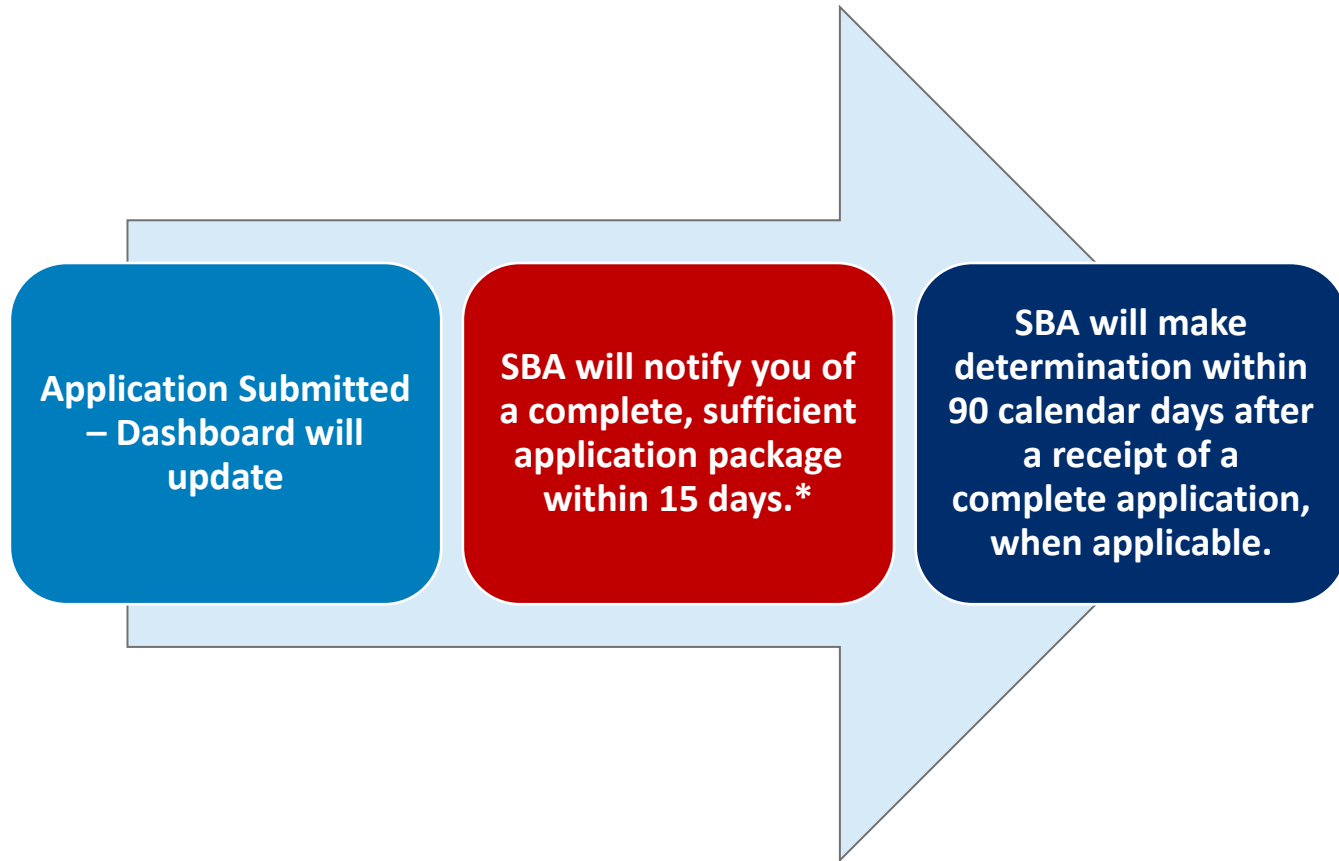 Application Submitted
– Dashboard will
update
SBA will notify you of
a complete, sufficient
application package
within 15 days.*
SBA will make
determination within
90 calendar days after
a receipt of a
complete application,
when applicable.